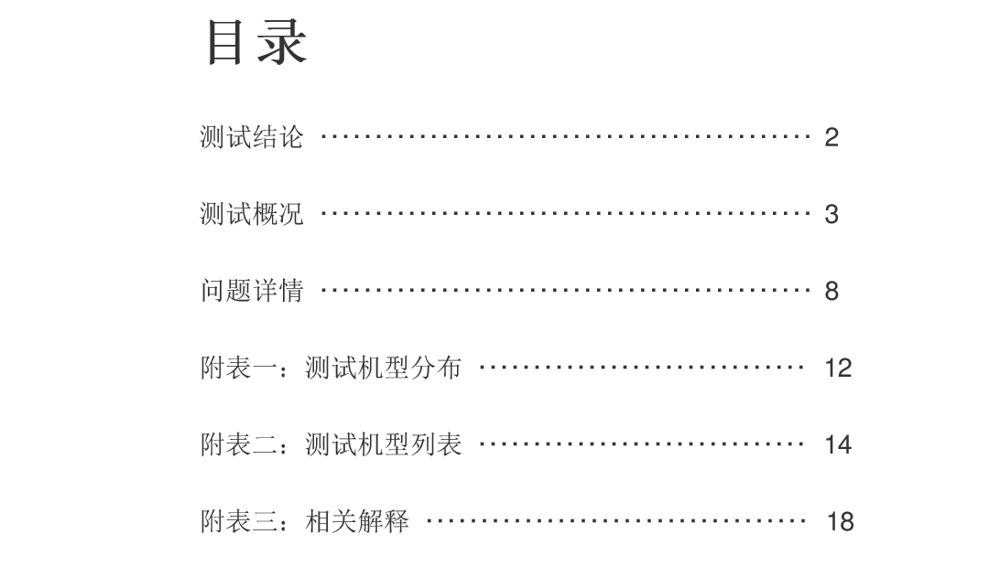 目录
测试结论 ············································· 2
测试概况 ············································· 3
问题详情 ············································· 8
附表一：测试机型分布 ······························ 12
附表二：测试机型列表 ······························ 14
附表三：相关解释 ··································· 18